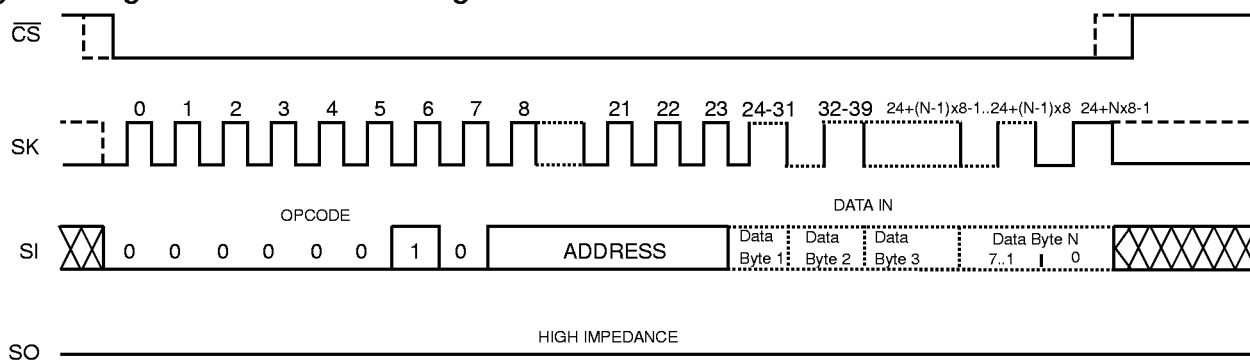 CS
0 1 2 3 4 5 6 7 8 21 22 23 24-31 32-39 24+(N-1)x8-1..24+(N-1)x8 24+Nx8-1
SK
OPCODE
DATA IN
SI 0 0 0 0 0 0 1 0 ADDRESS
Data Byte 1
Data Byte 2
Data Byte 3
Data Byte N
7..1 0
HIGH IMPEDANCE
SO